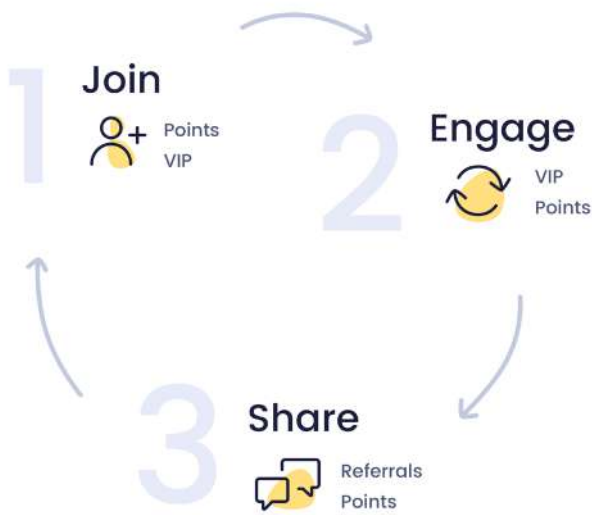 1
Join
Points
VIP
2
Engage
VIP
Points
3
Share
Referrals
Points